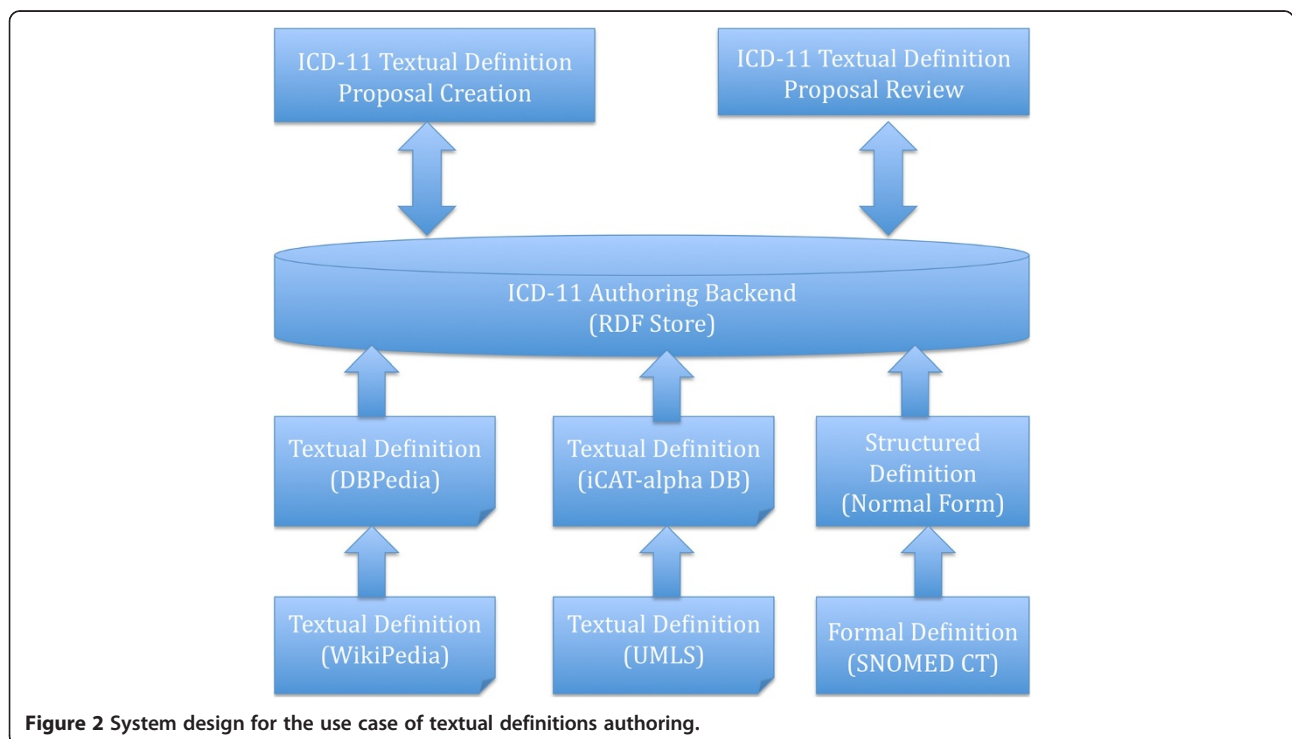 ICD-11 Textual Definition
Proposal Creation
ICD-11 Textual Definition
Proposal Review
ICD-11 Authoring Backend
(RDF Store)
Textual Definition
(DBPedia)
Textual Definition
(iCAT-alpha DB)
Structured
Definition
(Normal Form)
Textual Definition
(WikiPedia)
Textual Definition
(UMLS)
Formal Definition
(SNOMED CT)
Figure 2 System design for the use case of textual definitions authoring.